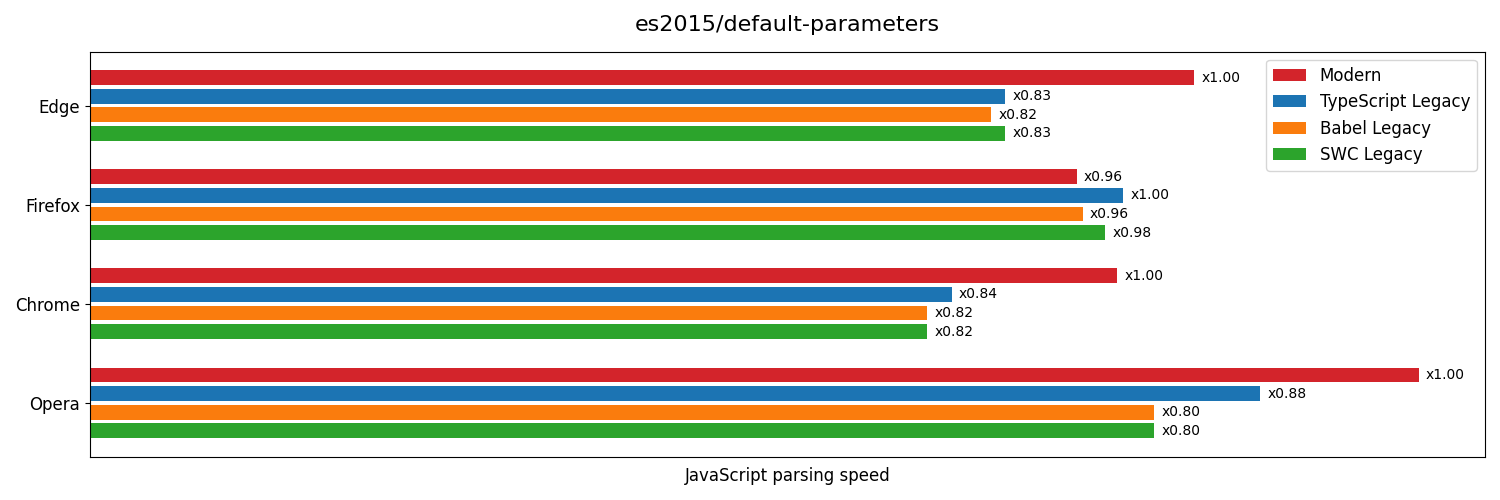 es2015/default-parameters
Modern
TypeScript Legacy
Babel Legacy
SWC Legacy
Edge
x1.00
x0.83
x0.82
x0.83
Firefox
x0.96
x1.00
x0.96
x0.98
Chrome
x1.00
x0.84
x0.82
x0.82
Opera
x1.00
x0.88
x0.80
x0.80
JavaScript parsing speed